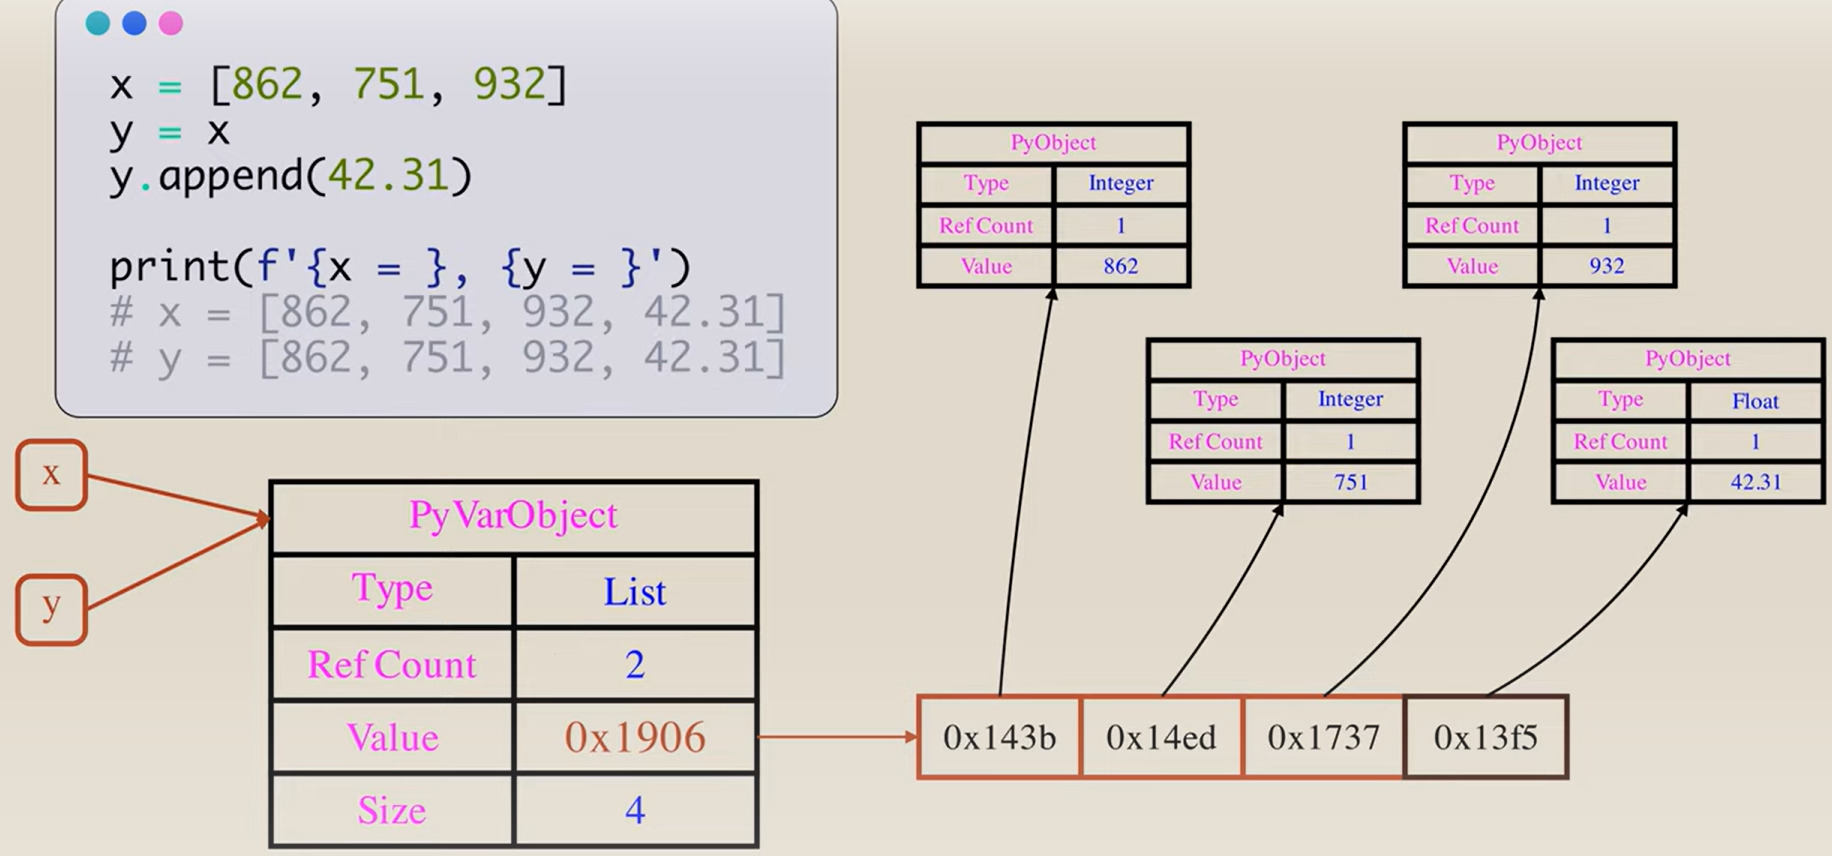 x = [862, 751, 932]
y = x
y.append(42.31)
print(f'{x = }, {y = }')
# x = [862, 751, 932, 42.31]
# y = [862, 751, 932, 42.31]
x
y
PyVarObject
Type List
Ref Count 2
Value 0x1906
Size 4
PyObject
Type Integer
Ref Count 1
Value 862
PyObject
Type Integer
Ref Count 1
Value 932
PyObject
Type Integer
Ref Count 1
Value 751
PyObject
Type Float
Ref Count 1
Value 42.31
0x143b 0x14ed 0x1737 0x13f5